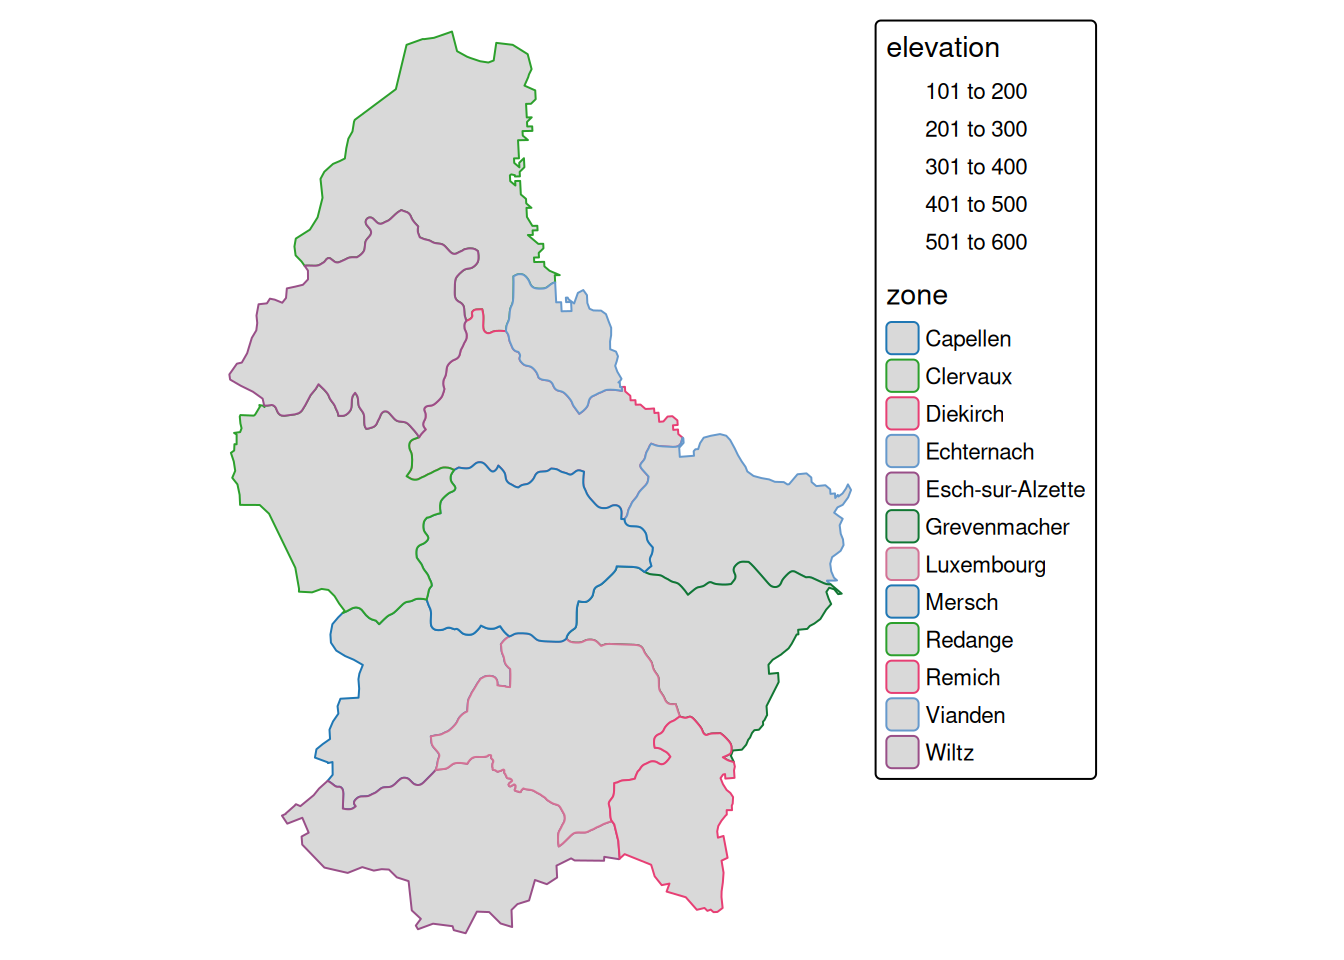 elevation
101 to 200
201 to 300
301 to 400
401 to 500
501 to 600
zone
Capellen
Clervaux
Diekirch
Echternach
Esch-sur-Alzette
Grevenmacher
Luxembourg
Mersch
Redange
Remich
Vianden
Wiltz